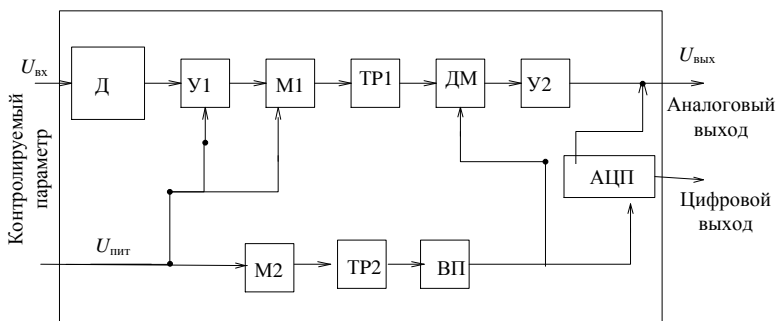 Контролируемый
параметр
Uвх
Д
У1
М1
ТР1
ДМ
У2
Uвых
Аналоговый
выход
АЦП
Цифровой
выход
Uпит
М2
ТР2
ВП